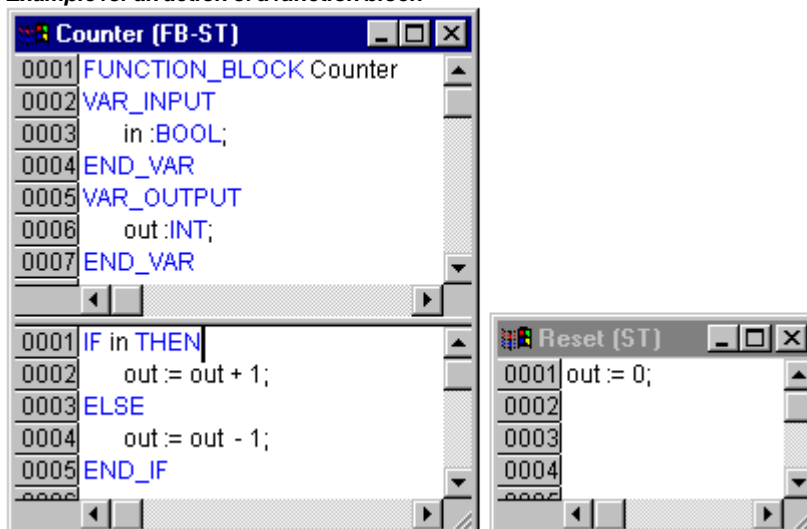 Example for an action of a function block
Counter (FB-ST)
0001 FUNCTION_BLOCK Counter
0002 VAR_INPUT
0003 in :BOOL;
0004 END_VAR
0005 VAR_OUTPUT
0006 out :INT;
0007 END_VAR
0001 IF in THEN
0002 out := out + 1;
0003 ELSE
0004 out := out - 1;
0005 END_IF
Reset (ST)
0001 out := 0;
0002
0003
0004